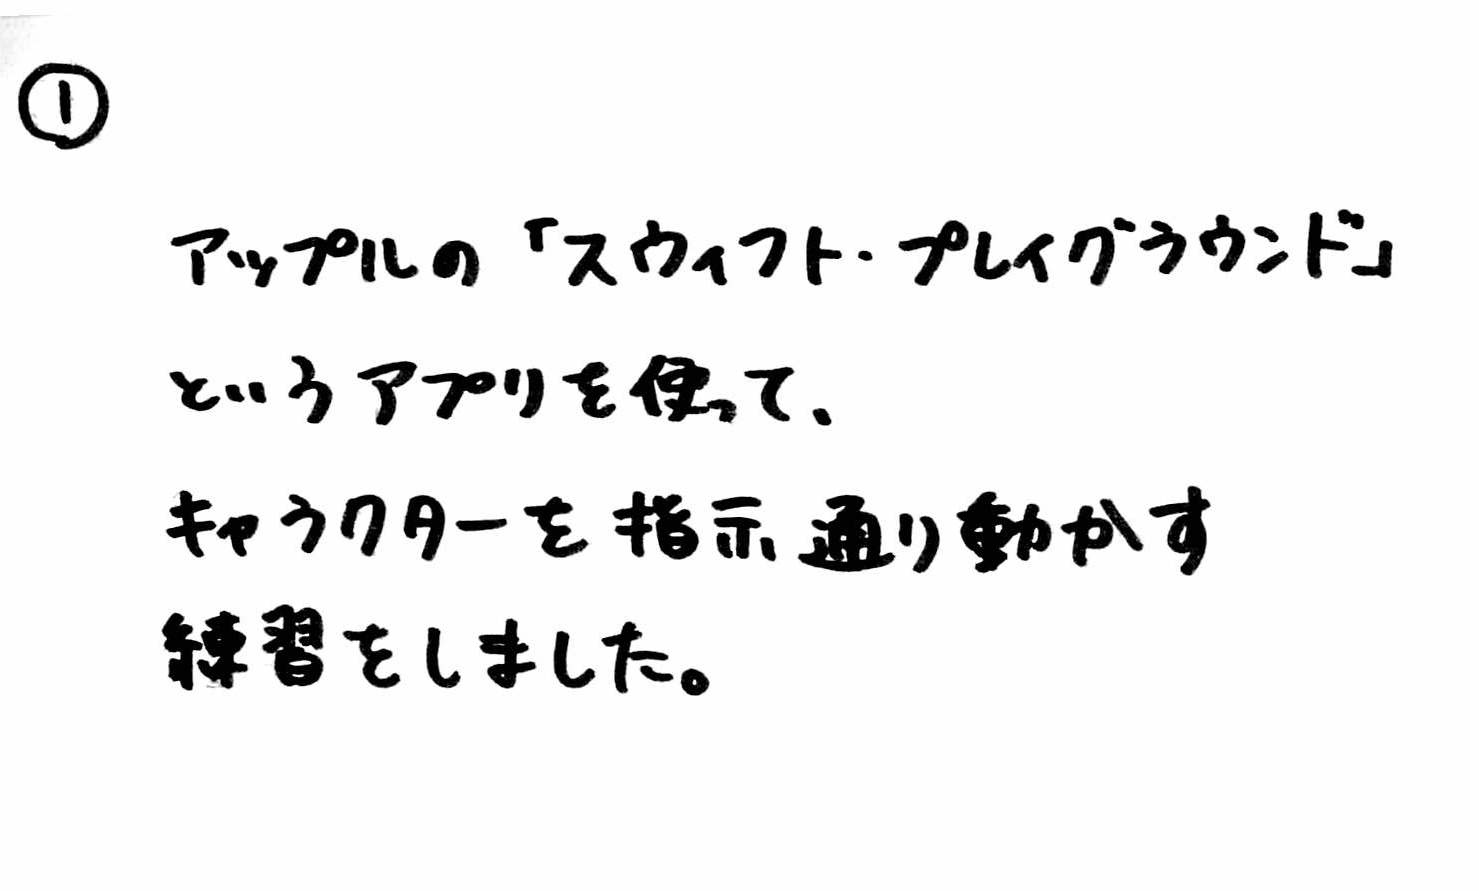 ①
アップルの「スウィフト・プレイグラウンド」
というアプリを使って、
キャラクターを指示通り動かす
練習をしました。